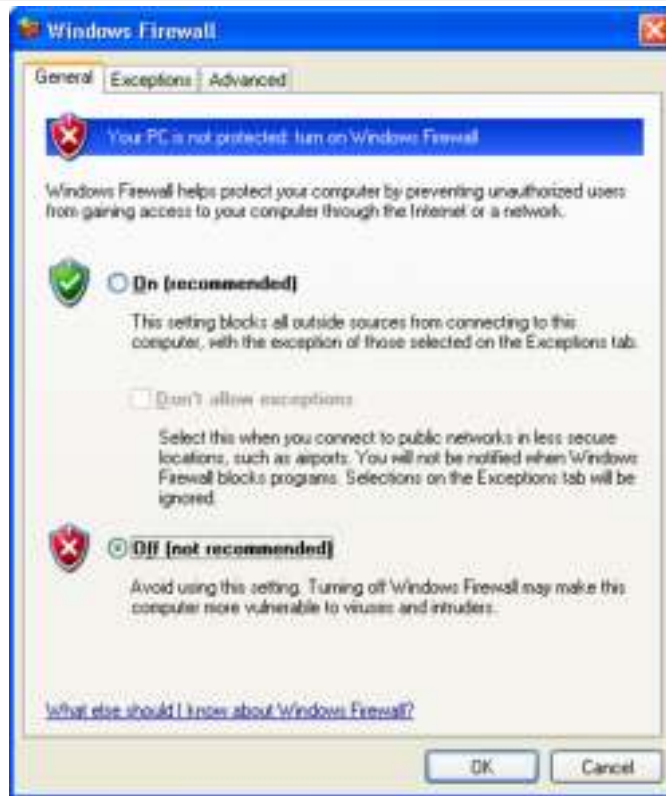 Windows Firewall
General Exceptions Advanced
Your PC is not protected: turn on Windows Firewall
Windows Firewall helps protect your computer by preventing unauthorized users
from gaining access to your computer through the Internet or a network.
On (recommended)
This setting blocks all outside sources from connecting to this
computer, with the exception of those selected on the Exceptions tab.
Don't allow exceptions
Select this when you connect to public networks in less secure
locations, such as airports. You will not be notified when Windows
Firewall blocks programs. Selections on the Exceptions tab will be
ignored.
Off (not recommended)
Avoid using this setting. Turning off Windows Firewall may make this
computer more vulnerable to viruses and intruders.
What else should I know about Windows Firewall?
OK Cancel